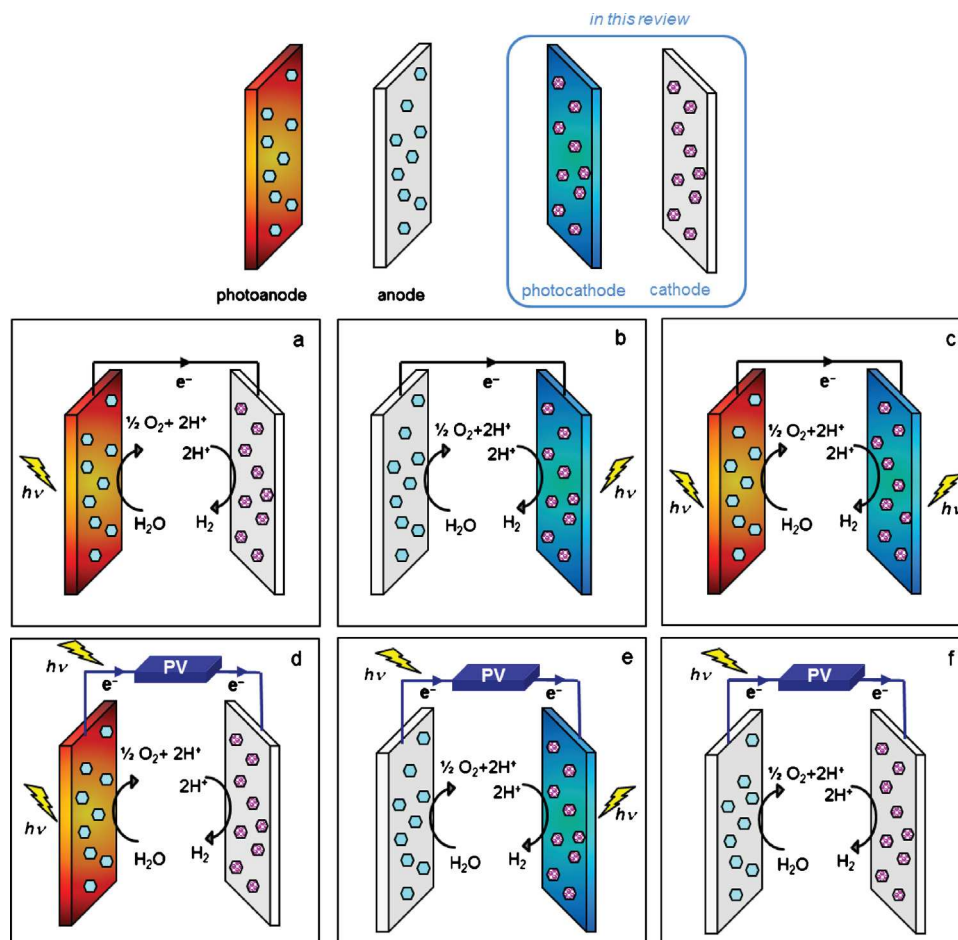 in this review
photoanode
anode
photocathode
cathode
a
e⁻
½ O₂+ 2H⁺
2H⁺
hν
H₂O
H₂
b
e⁻
½ O₂+2H⁺
2H⁺
hν
H₂O
H₂
c
e⁻
½ O₂+2H⁺
2H⁺
hν
H₂O
H₂
hν
d
hν
PV
e⁻
e⁻
½ O₂+ 2H⁺
2H⁺
hν
H₂O
H₂
e
hν
PV
e⁻
e⁻
½ O₂+2H⁺
2H⁺
hν
H₂O
H₂
f
hν
PV
e⁻
e⁻
½ O₂+2H⁺
2H⁺
H₂O
H₂